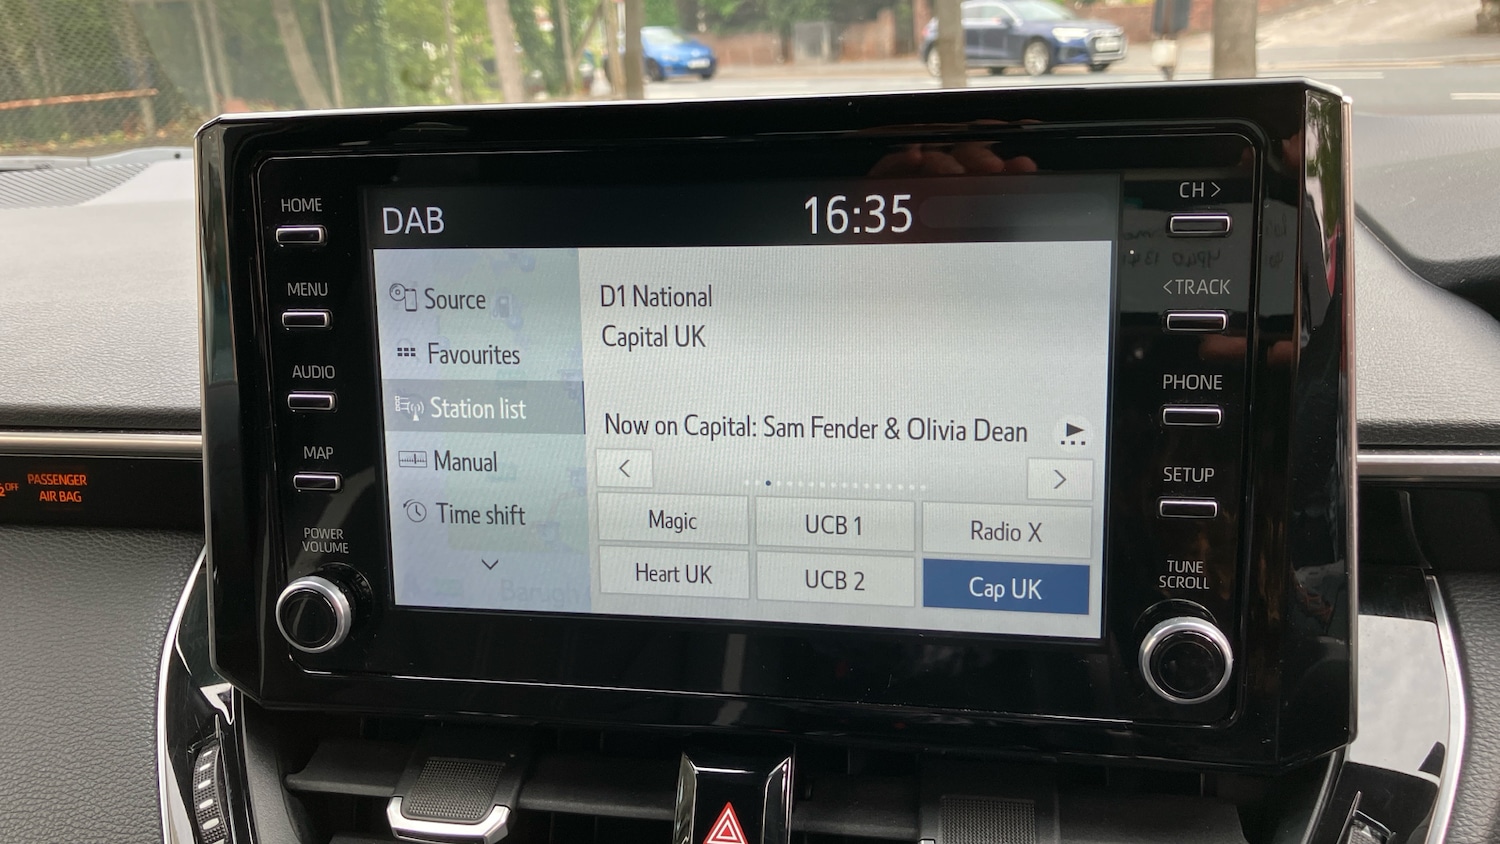 HOME
MENU
AUDIO
MAP
POWER
VOLUME
DAB
16:35
Source
Favourites
Station list
Manual
Time shift
D1 National
Capital UK
Now on Capital: Sam Fender & Olivia Dean
Magic
UCB 1
Radio X
Heart UK
UCB 2
Cap UK
CH >
< TRACK
PHONE
SETUP
TUNE
SCROLL
OFF
PASSENGER
AIR BAG